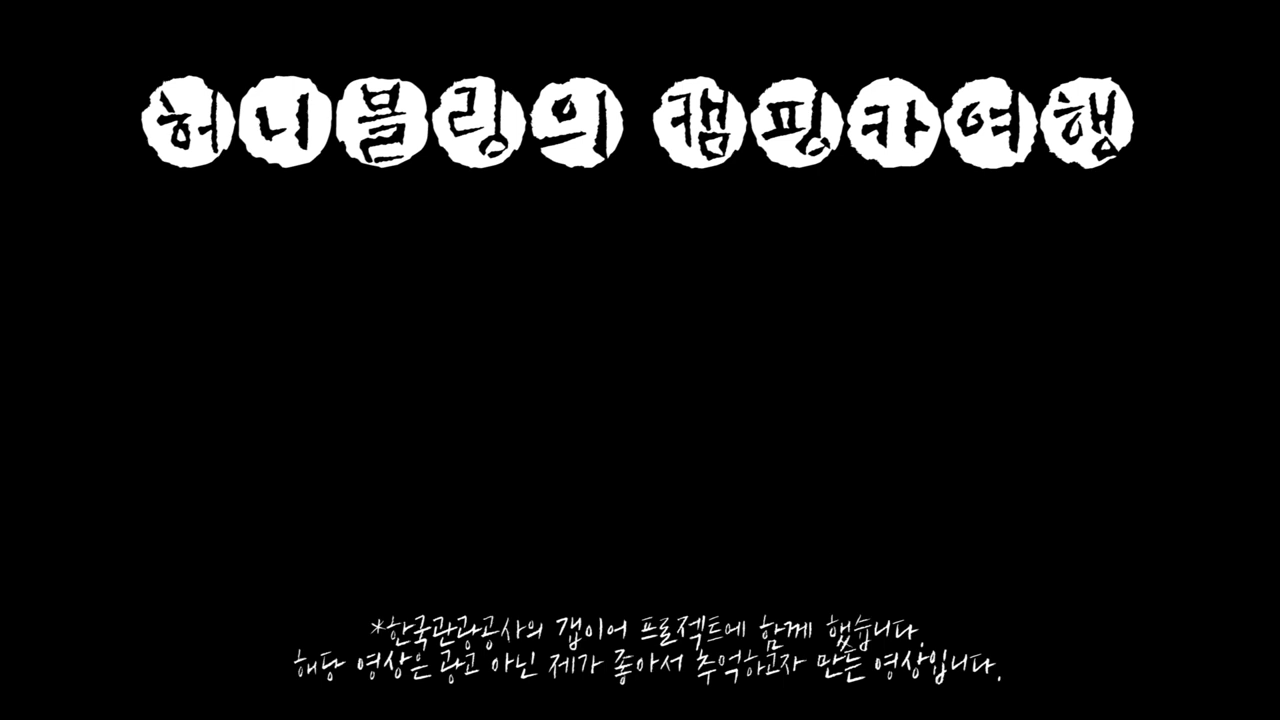 허니블링의 캠핑카여행
*한국관광공사의 갭이어 프로젝트에 함께 했습니다.
해당 영상은 광고 아닌 제가 좋아서 추억하고자 만든 영상입니다.